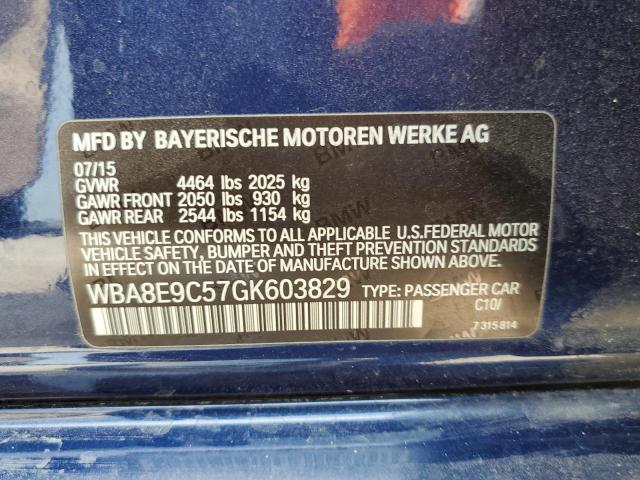 MFD BY BAYERISCHE MOTOREN WERKE AG
07/15
GVWR 4464 lbs 2025 kg
GAWR FRONT 2050 lbs 930 kg
GAWR REAR 2544 lbs 1154 kg
THIS VEHICLE CONFORMS TO ALL APPLICABLE U.S.FEDERAL MOTOR
VEHICLE SAFETY, BUMPER AND THEFT PREVENTION STANDARDS
IN EFFECT ON THE DATE OF MANUFACTURE SHOWN ABOVE.
WBA8E9C57GK603829 TYPE: PASSENGER CAR
C10/
7315814